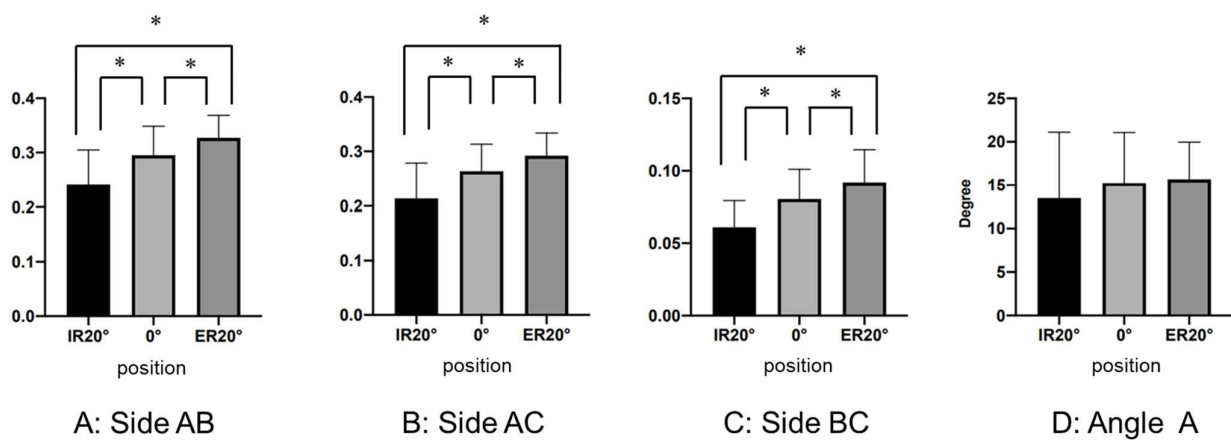 * * * *
* * * * * * * *
0.4 0.3 0.2 0.1 0.0
IR20° 0° ER20°
position
A: Side AB
0.4 0.3 0.2 0.1 0.0
IR20° 0° ER20°
position
B: Side AC
0.15 0.10 0.05 0.00
IR20° 0° ER20°
position
C: Side BC
25 20 15 10 5 0
Degree
IR20° 0° ER20°
position
D: Angle A